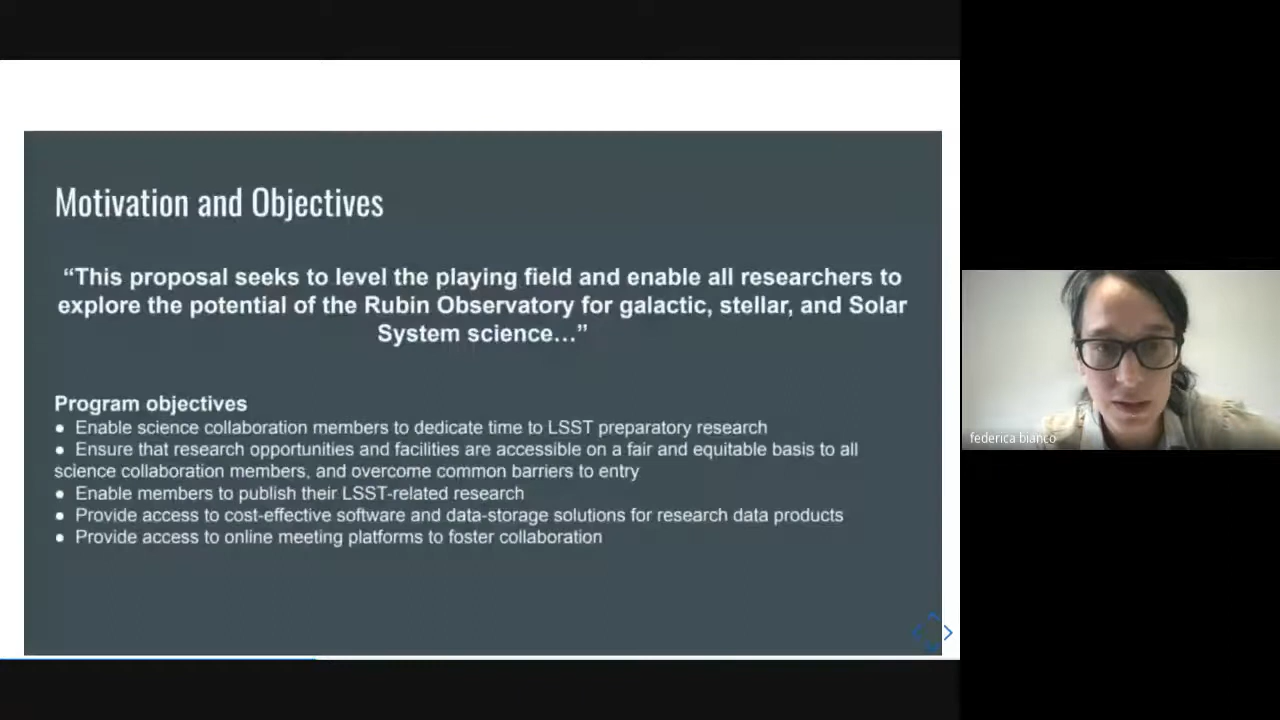 Motivation and Objectives
“This proposal seeks to level the playing field and enable all researchers to
explore the potential of the Rubin Observatory for galactic, stellar, and Solar
System science…”
Program objectives
● Enable science collaboration members to dedicate time to LSST preparatory research
● Ensure that research opportunities and facilities are accessible on a fair and equitable basis to all
science collaboration members, and overcome common barriers to entry
● Enable members to publish their LSST-related research
● Provide access to cost-effective software and data-storage solutions for research data products
● Provide access to online meeting platforms to foster collaboration
federica bianco